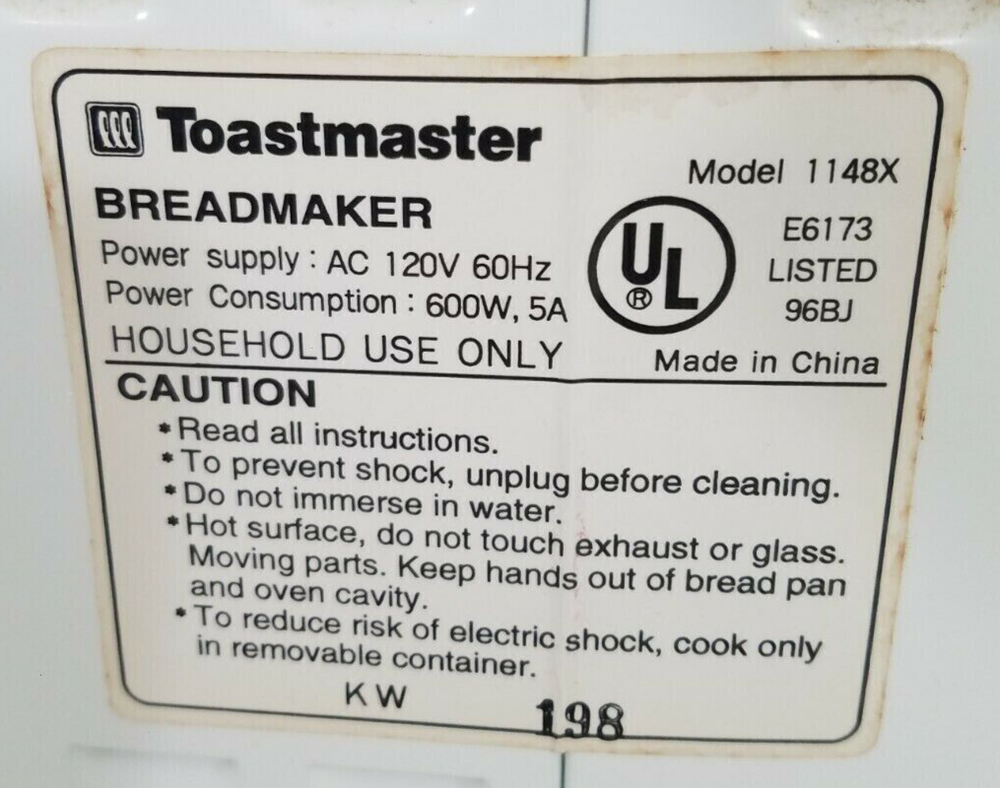 Toastmaster
Model 1148X
BREADMAKER
Power supply : AC 120V 60Hz
Power Consumption : 600W, 5A
HOUSEHOLD USE ONLY
UL ®
E6173
LISTED
96BJ
Made in China
CAUTION
*Read all instructions.
*To prevent shock, unplug before cleaning.
*Do not immerse in water.
*Hot surface, do not touch exhaust or glass.
Moving parts. Keep hands out of bread pan
and oven cavity.
*To reduce risk of electric shock, cook only
in removable container.
KW
198